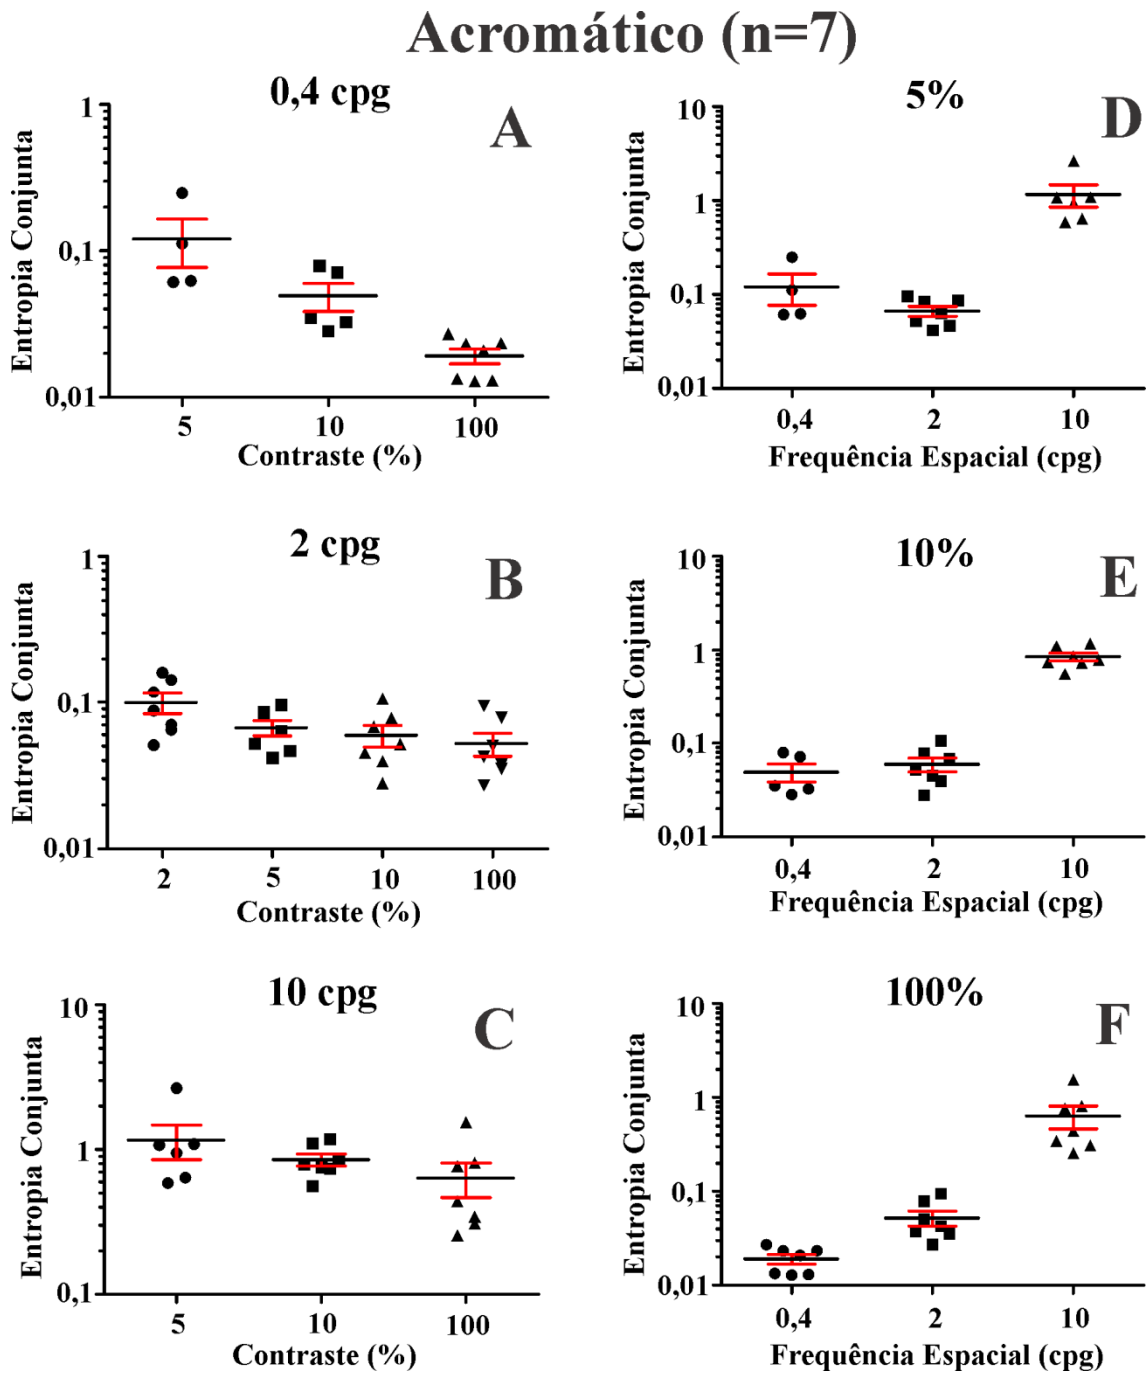 Acromático (n=7)
0,4 cpg
A
Entropia Conjunta
1
0,1
0,01
5 10 100
Contraste (%)
5%
D
Entropia Conjunta
10
1
0,1
0,01
0,4 2 10
Frequência Espacial (cpg)
2 cpg
B
Entropia Conjunta
1
0,1
0,01
2 5 10 100
Contraste (%)
10%
E
Entropia Conjunta
10
1
0,1
0,01
0,4 2 10
Frequência Espacial (cpg)
10 cpg
C
Entropia Conjunta
10
1
0,1
5 10 100
Contraste (%)
100%
F
Entropia Conjunta
10
1
0,1
0,01
0,4 2 10
Frequência Espacial (cpg)